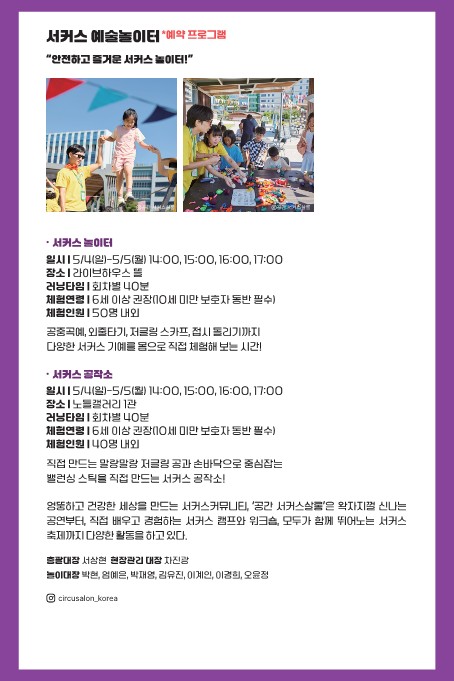 서커스 예술놀이터 *예약 프로그램
“안전하고 즐거운 서커스 놀이터!”
· 서커스 놀이터
일시 | 5/4(일)-5/5(월) 14:00, 15:00, 16:00, 17:00
장소 | 라이브하우스 뜰
러닝타임 | 회차별 40분
체험연령 | 6세 이상 권장(10세 미만 보호자 동반 필수)
체험인원 | 50명 내외
공중곡예, 외줄타기, 저글링 스카프, 접시 돌리기까지
다양한 서커스 기예를 몸으로 직접 체험해 보는 시간!
· 서커스 공작소
일시 | 5/4(일)-5/5(월) 14:00, 15:00, 16:00, 17:00
장소 | 노들갤러리 1관
러닝타임 | 회차별 40분
체험연령 | 6세 이상 권장(10세 미만 보호자 동반 필수)
체험인원 | 40명 내외
직접 만드는 말랑말랑 저글링 공과 손바닥으로 중심잡는
밸런싱 스틱을 직접 만드는 서커스 공작소!
엉뚱하고 건강한 세상을 만드는 서커스커뮤니티, ‘공간 서커스살롱’은 왁자지껄 신나는
공연부터, 직접 배우고 경험하는 서커스 캠프와 워크숍, 모두가 함께 뛰어노는 서커스
축제까지 다양한 활동을 하고 있다.
총괄대장 서상현 현장관리 대장 차진광
놀이대장 박현, 엄예은, 박재영, 김유진, 이계인, 이경희, 오윤정
circusalon_korea